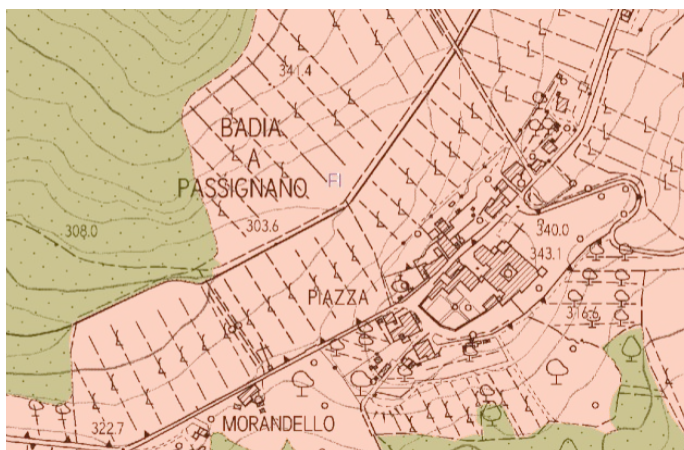 341.4
BADIA
A
PASSIGNANO
FI
308.0
303.6
340.0
343.1
PIAZZA
316.6
322.7
MORANDELLO